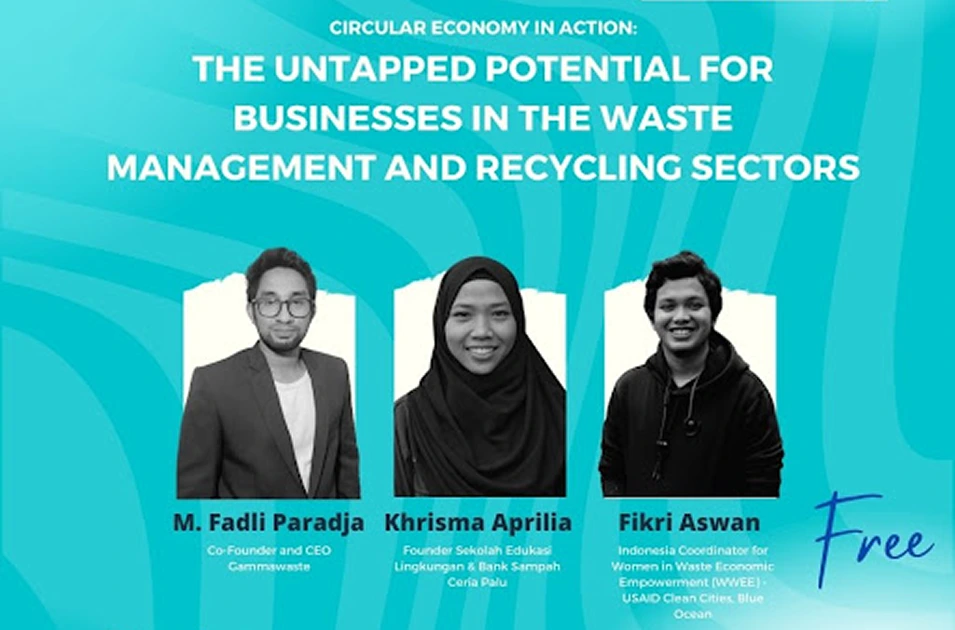 CIRCULAR ECONOMY IN ACTION:
THE UNTAPPED POTENTIAL FOR
BUSINESSES IN THE WASTE
MANAGEMENT AND RECYCLING SECTORS
M. Fadli Paradja
Co-Founder and CEO
Gammawaste
Khrisma Aprilia
Founder Sekolah Edukasi
Lingkungan & Bank Sampah
Ceria Palu
Fikri Aswan
Indonesia Coordinator for
Women in Waste Economic
Empowerment (WWEE) -
USAID Clean Cities, Blue
Ocean
Free